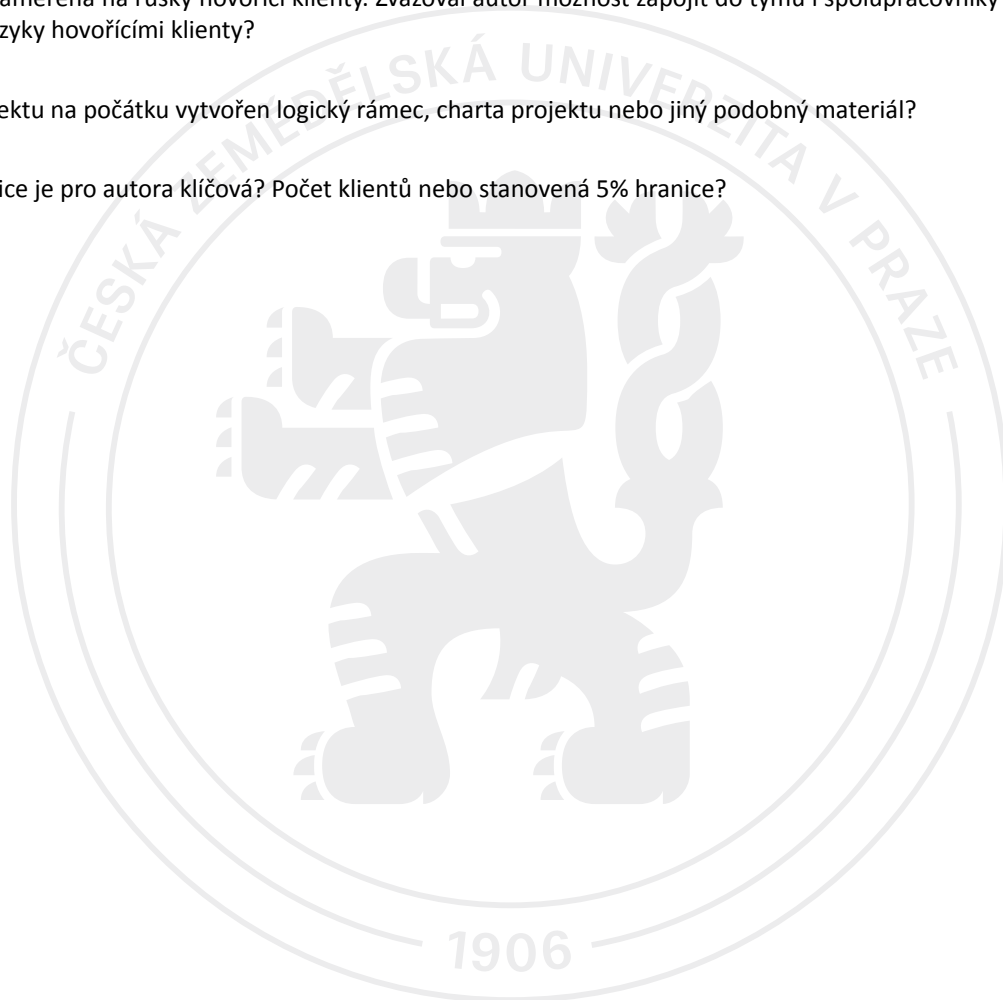 zaměřena na rusky hovořící klienty. Zvažoval autor možnost zapojit do týmu i spolupracovníky
zyky hovořícími klienty?
ektu na počátku vytvořen logický rámec, charta projektu nebo jiný podobný materiál?
ice je pro autora klíčová? Počet klientů nebo stanovená 5% hranice?
ČESKÁ ZEMĚDĚLSKÁ UNIVERZITA V PRAZE
1906